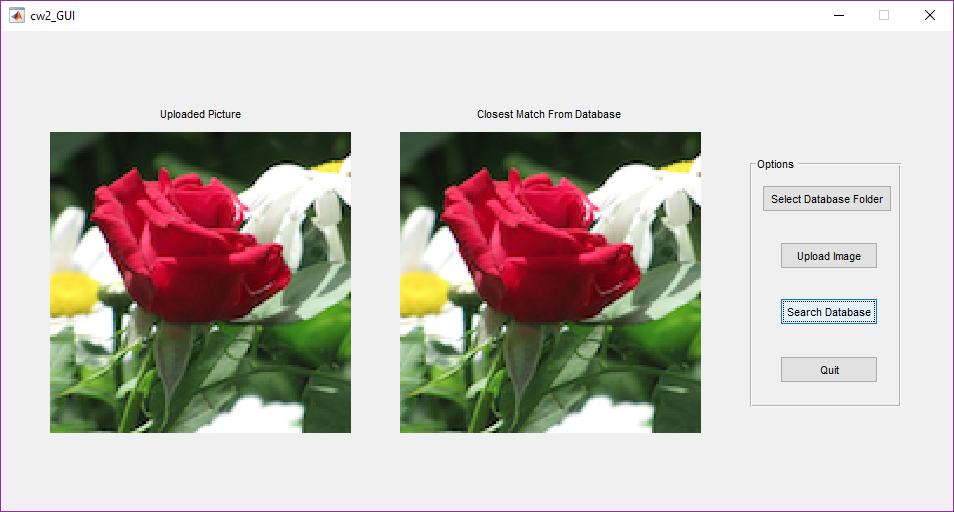 cw2_GUI
Uploaded Picture
Closest Match From Database
Options
Select Database Folder
Upload Image
Search Database
Quit